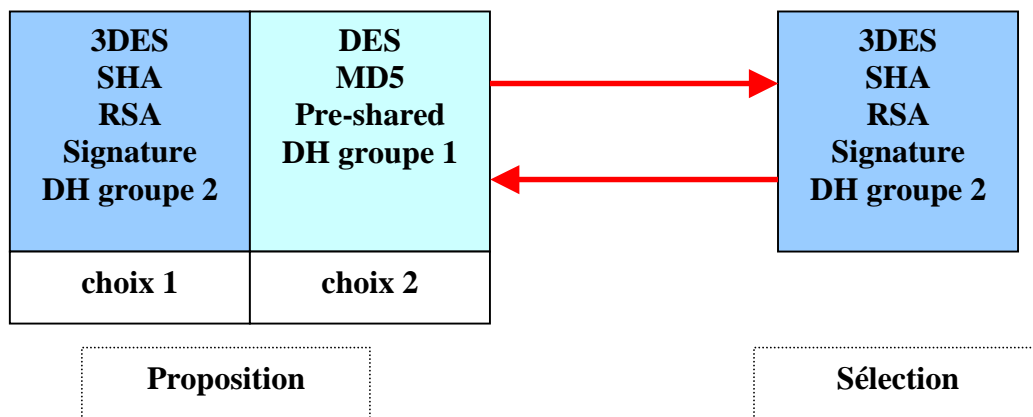 3DES
SHA
RSA
Signature
DH groupe 2
choix 1
DES
MD5
Pre-shared
DH groupe 1
choix 2
Proposition
3DES
SHA
RSA
Signature
DH groupe 2
Sélection